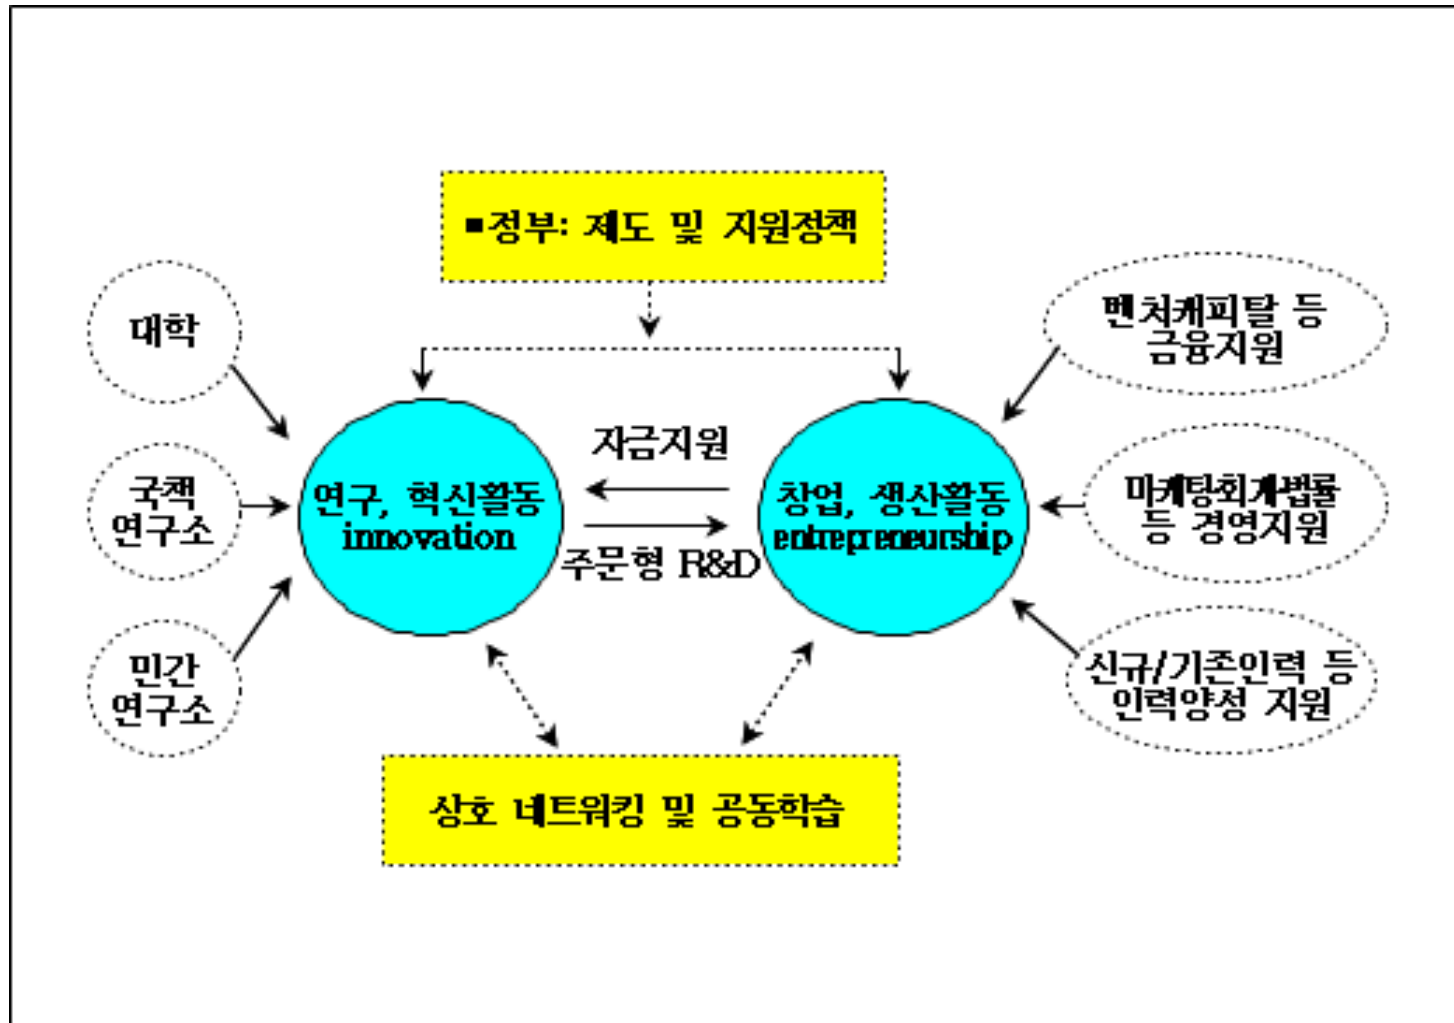 ▪정부: 제도 및 지원정책
대학
벤처캐피탈 등
금융지원
자금지원
국책
연구소
연구, 혁신활동
innovation
창업, 생산활동
entrepreneurship
마케팅회계법률
등 경영지원
주문형 R&D
민간
연구소
신규/기존인력 등
인력양성 지원
상호 네트워킹 및 공동학습